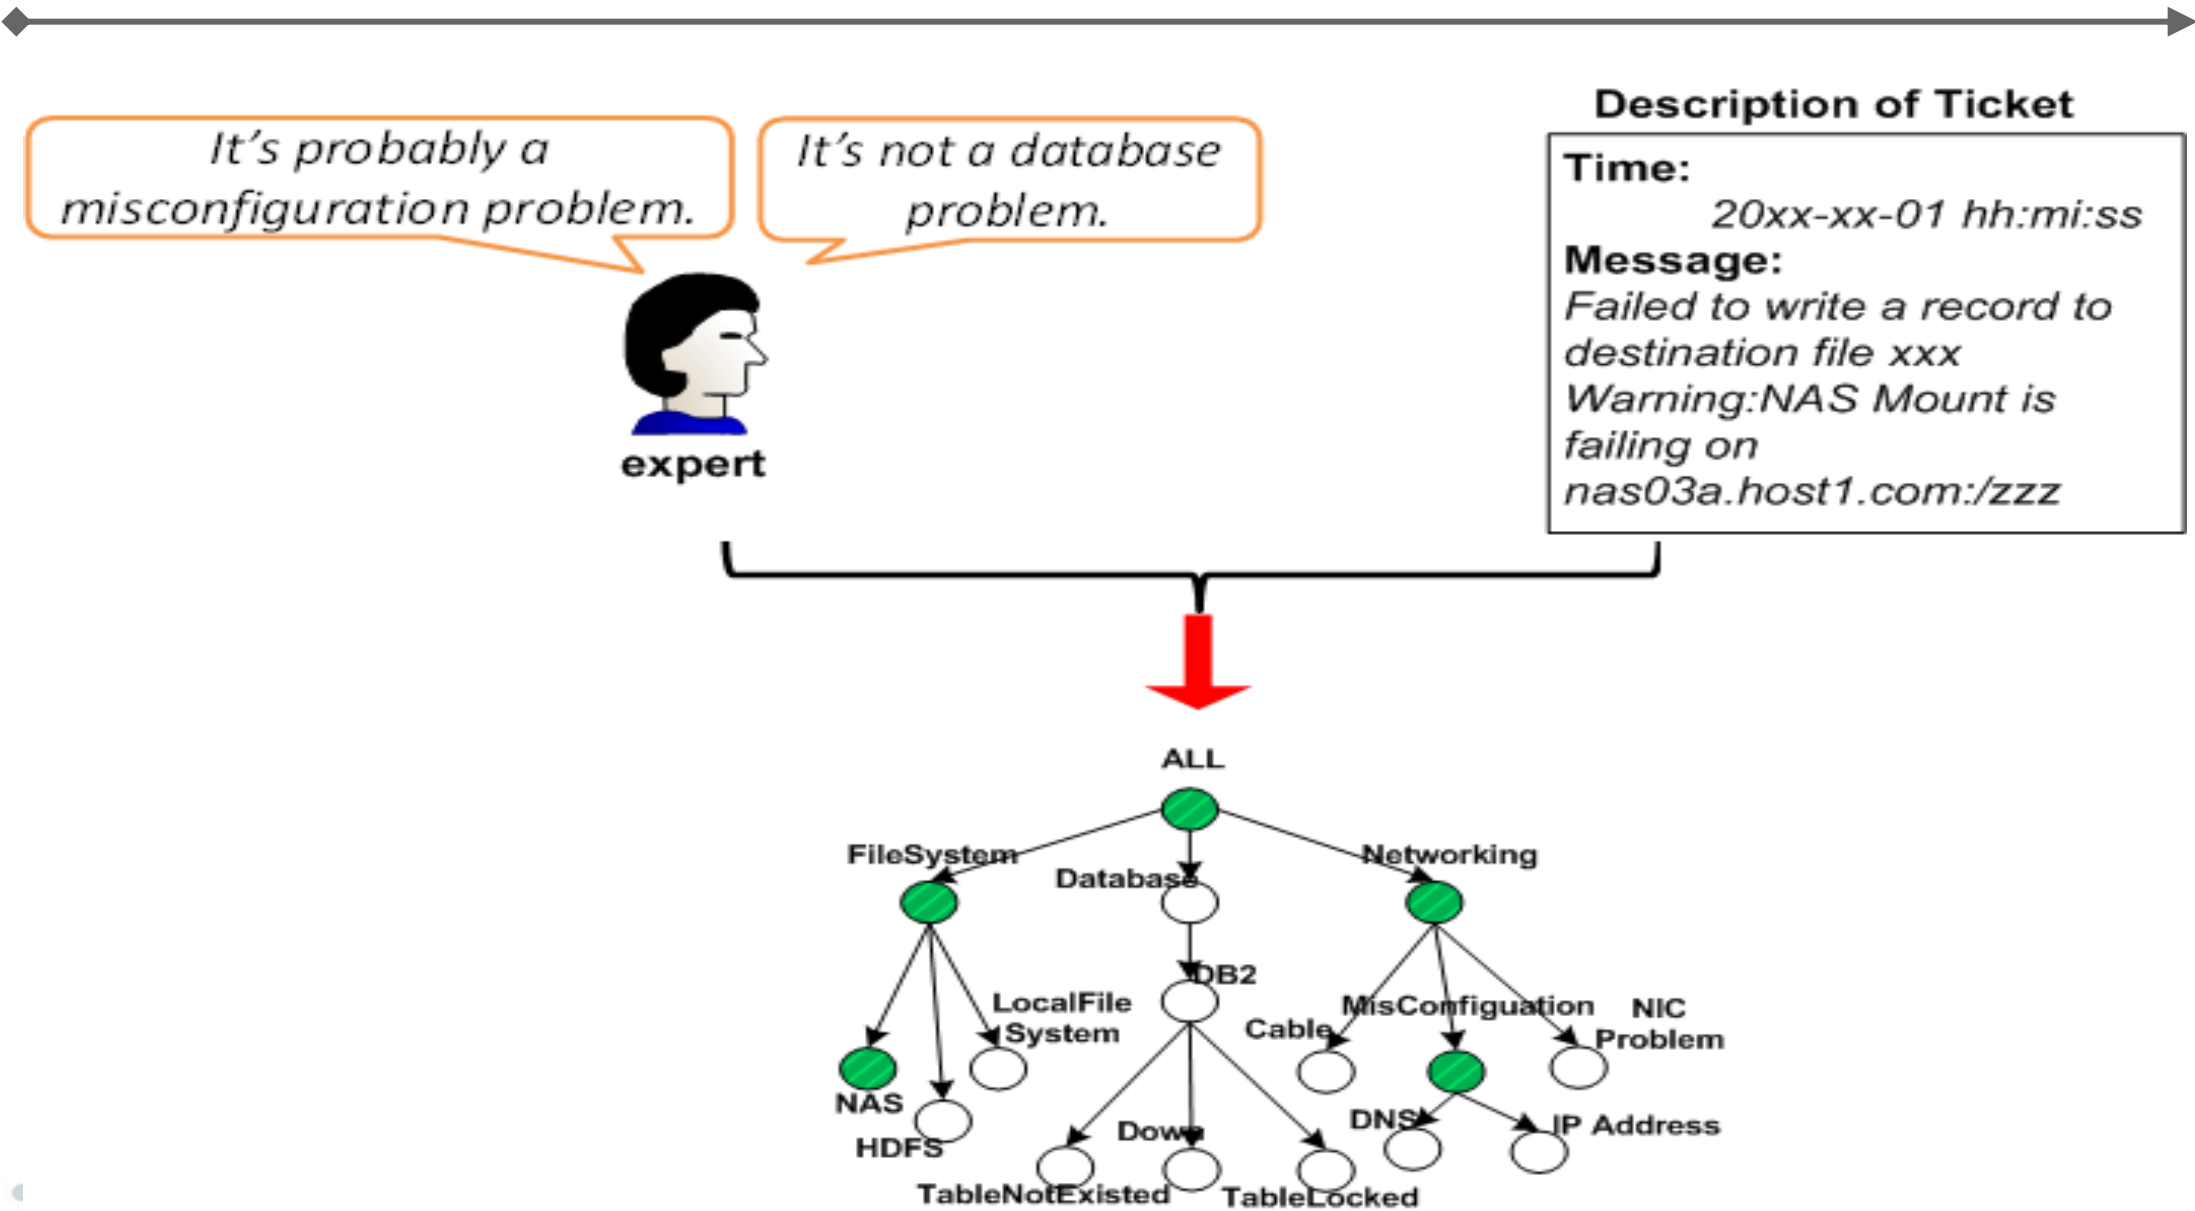 It's probably a
misconfiguration problem.
It's not a database
problem.
expert
Description of Ticket
Time:
20xx-xx-01 hh:mi:ss
Message:
Failed to write a record to
destination file xxx
Warning:NAS Mount is
failing on
nas03a.host1.com:/zzz
ALL
FileSystem
Database
Networking
DB2
LocalFile
System
Cable
MisConfiguation
NIC
Problem
NAS
HDFS
Down
DNS
IP Address
TableNotExisted
TableLocked